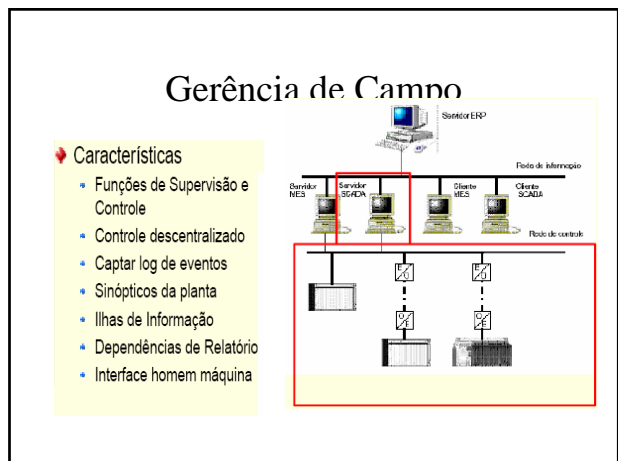 Gerência de Campo
Características
Funções de Supervisão e
Controle
Controle descentralizado
Captar log de eventos
Sinópticos da planta
Ilhas de Informação
Dependências de Relatório
Interface homem máquina
Servidor ERP
Rede de informação
Servidor
MES
Servidor
SCADA
Cliente
MES
Cliente
SCADA
Rede de controle
E
O
E
O
O
E
O
E